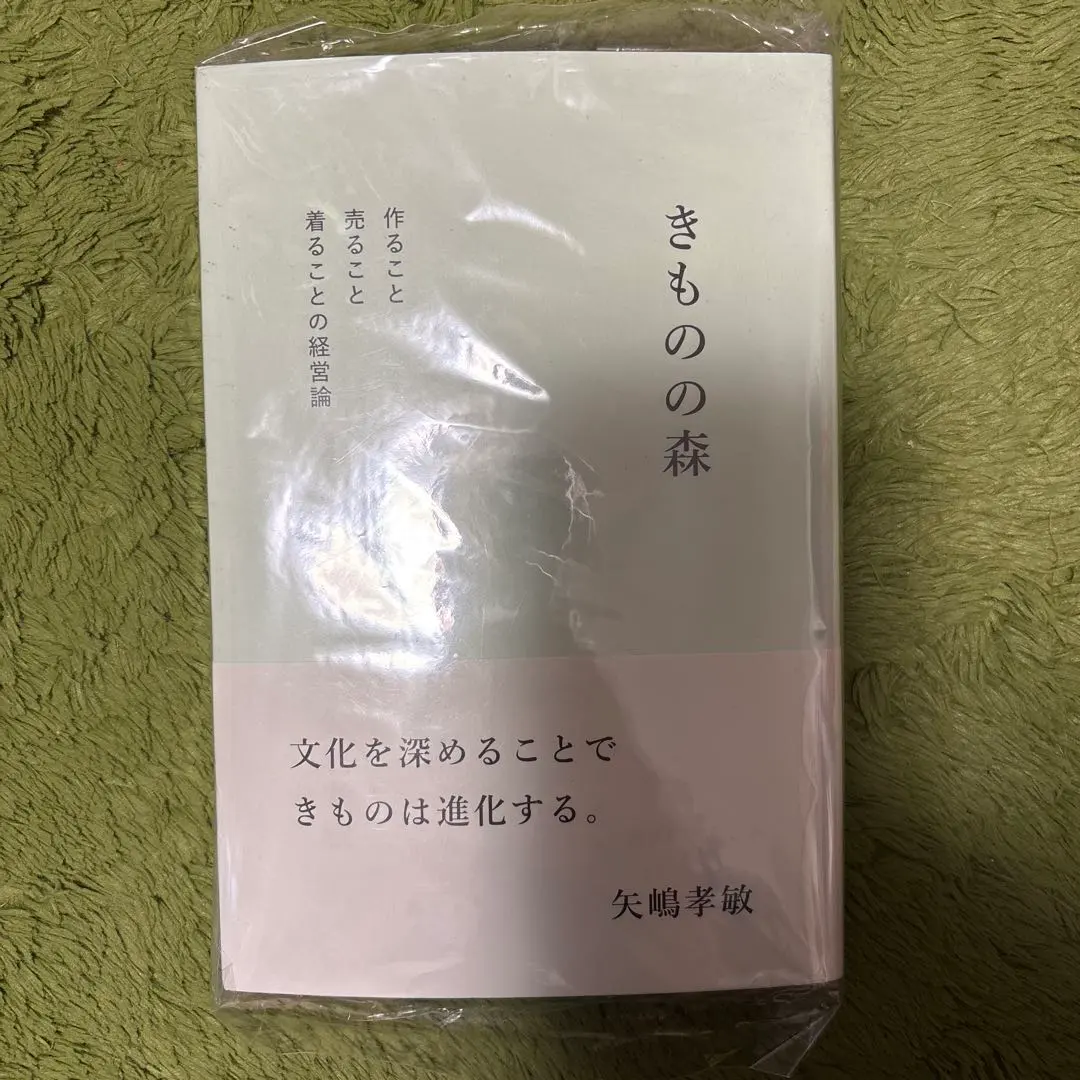 きものの森
作ること
売ること
着ることの経営論
文化を深めることで
きものは進化する。
矢嶋孝敏